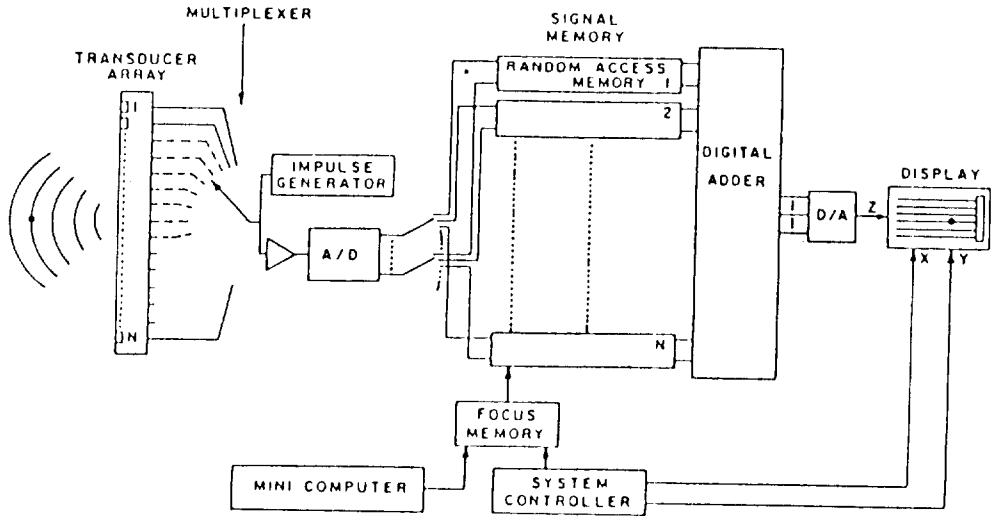 MULTIPLEXER
TRANSDUCER
ARRAY
SIGNAL
MEMORY
1
RANDOM ACCESS
MEMORY 1
2
N
IMPULSE
GENERATOR
A/D
DIGITAL
ADDER
D/A
Z
DISPLAY
X Y
N
FOCUS
MEMORY
MINI COMPUTER
SYSTEM
CONTROLLER